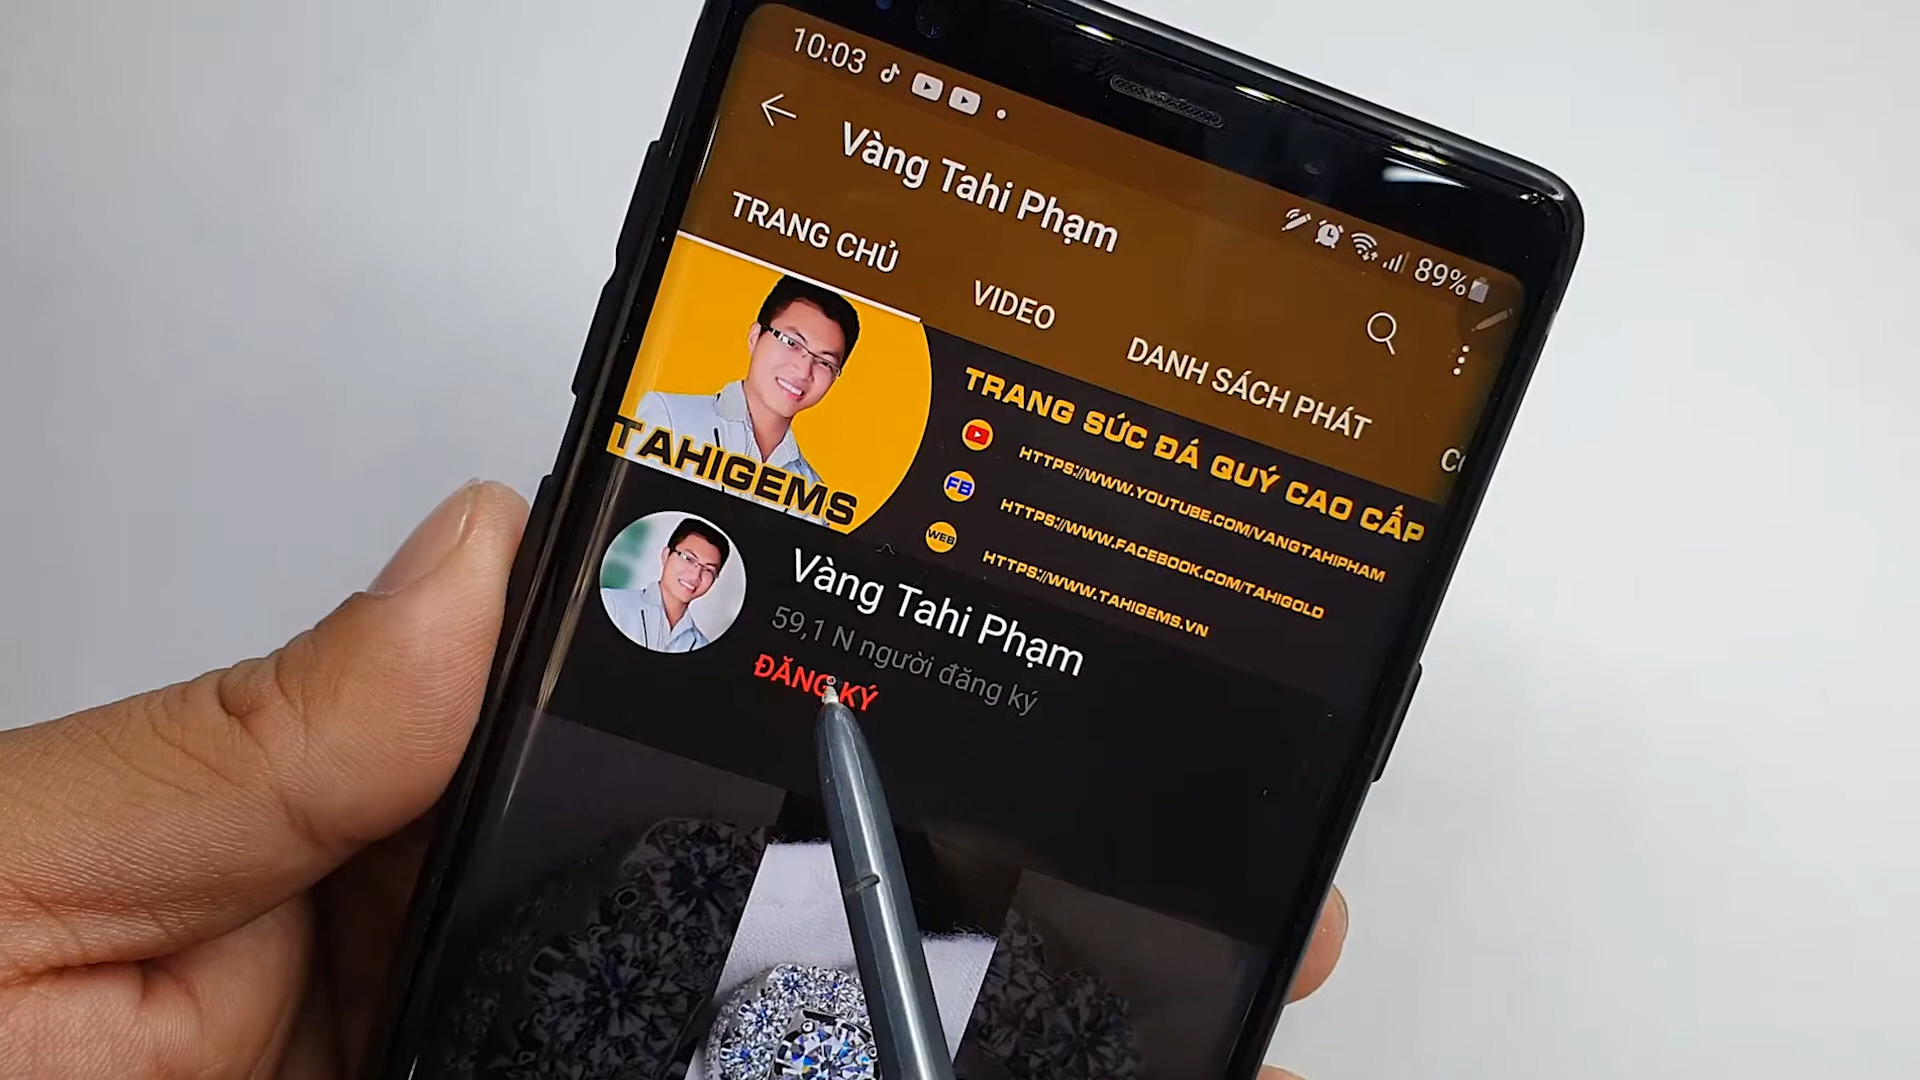 10:03
89%
Vàng Tahi Phạm
TRANG CHỦ
VIDEO
DANH SÁCH PHÁT
TAHIGEMS
TRANG SỨC ĐÁ QUÝ CAO CẤP
HTTPS://WWW.YOUTUBE.COM/VANGTAHIPHAM
FB
HTTPS://WWW.FACEBOOK.COM/TAHIGOLD
WEB
HTTPS://WWW.TAHIGEMS.VN
Vàng Tahi Phạm
59,1 N người đăng ký
ĐĂNG KÝ